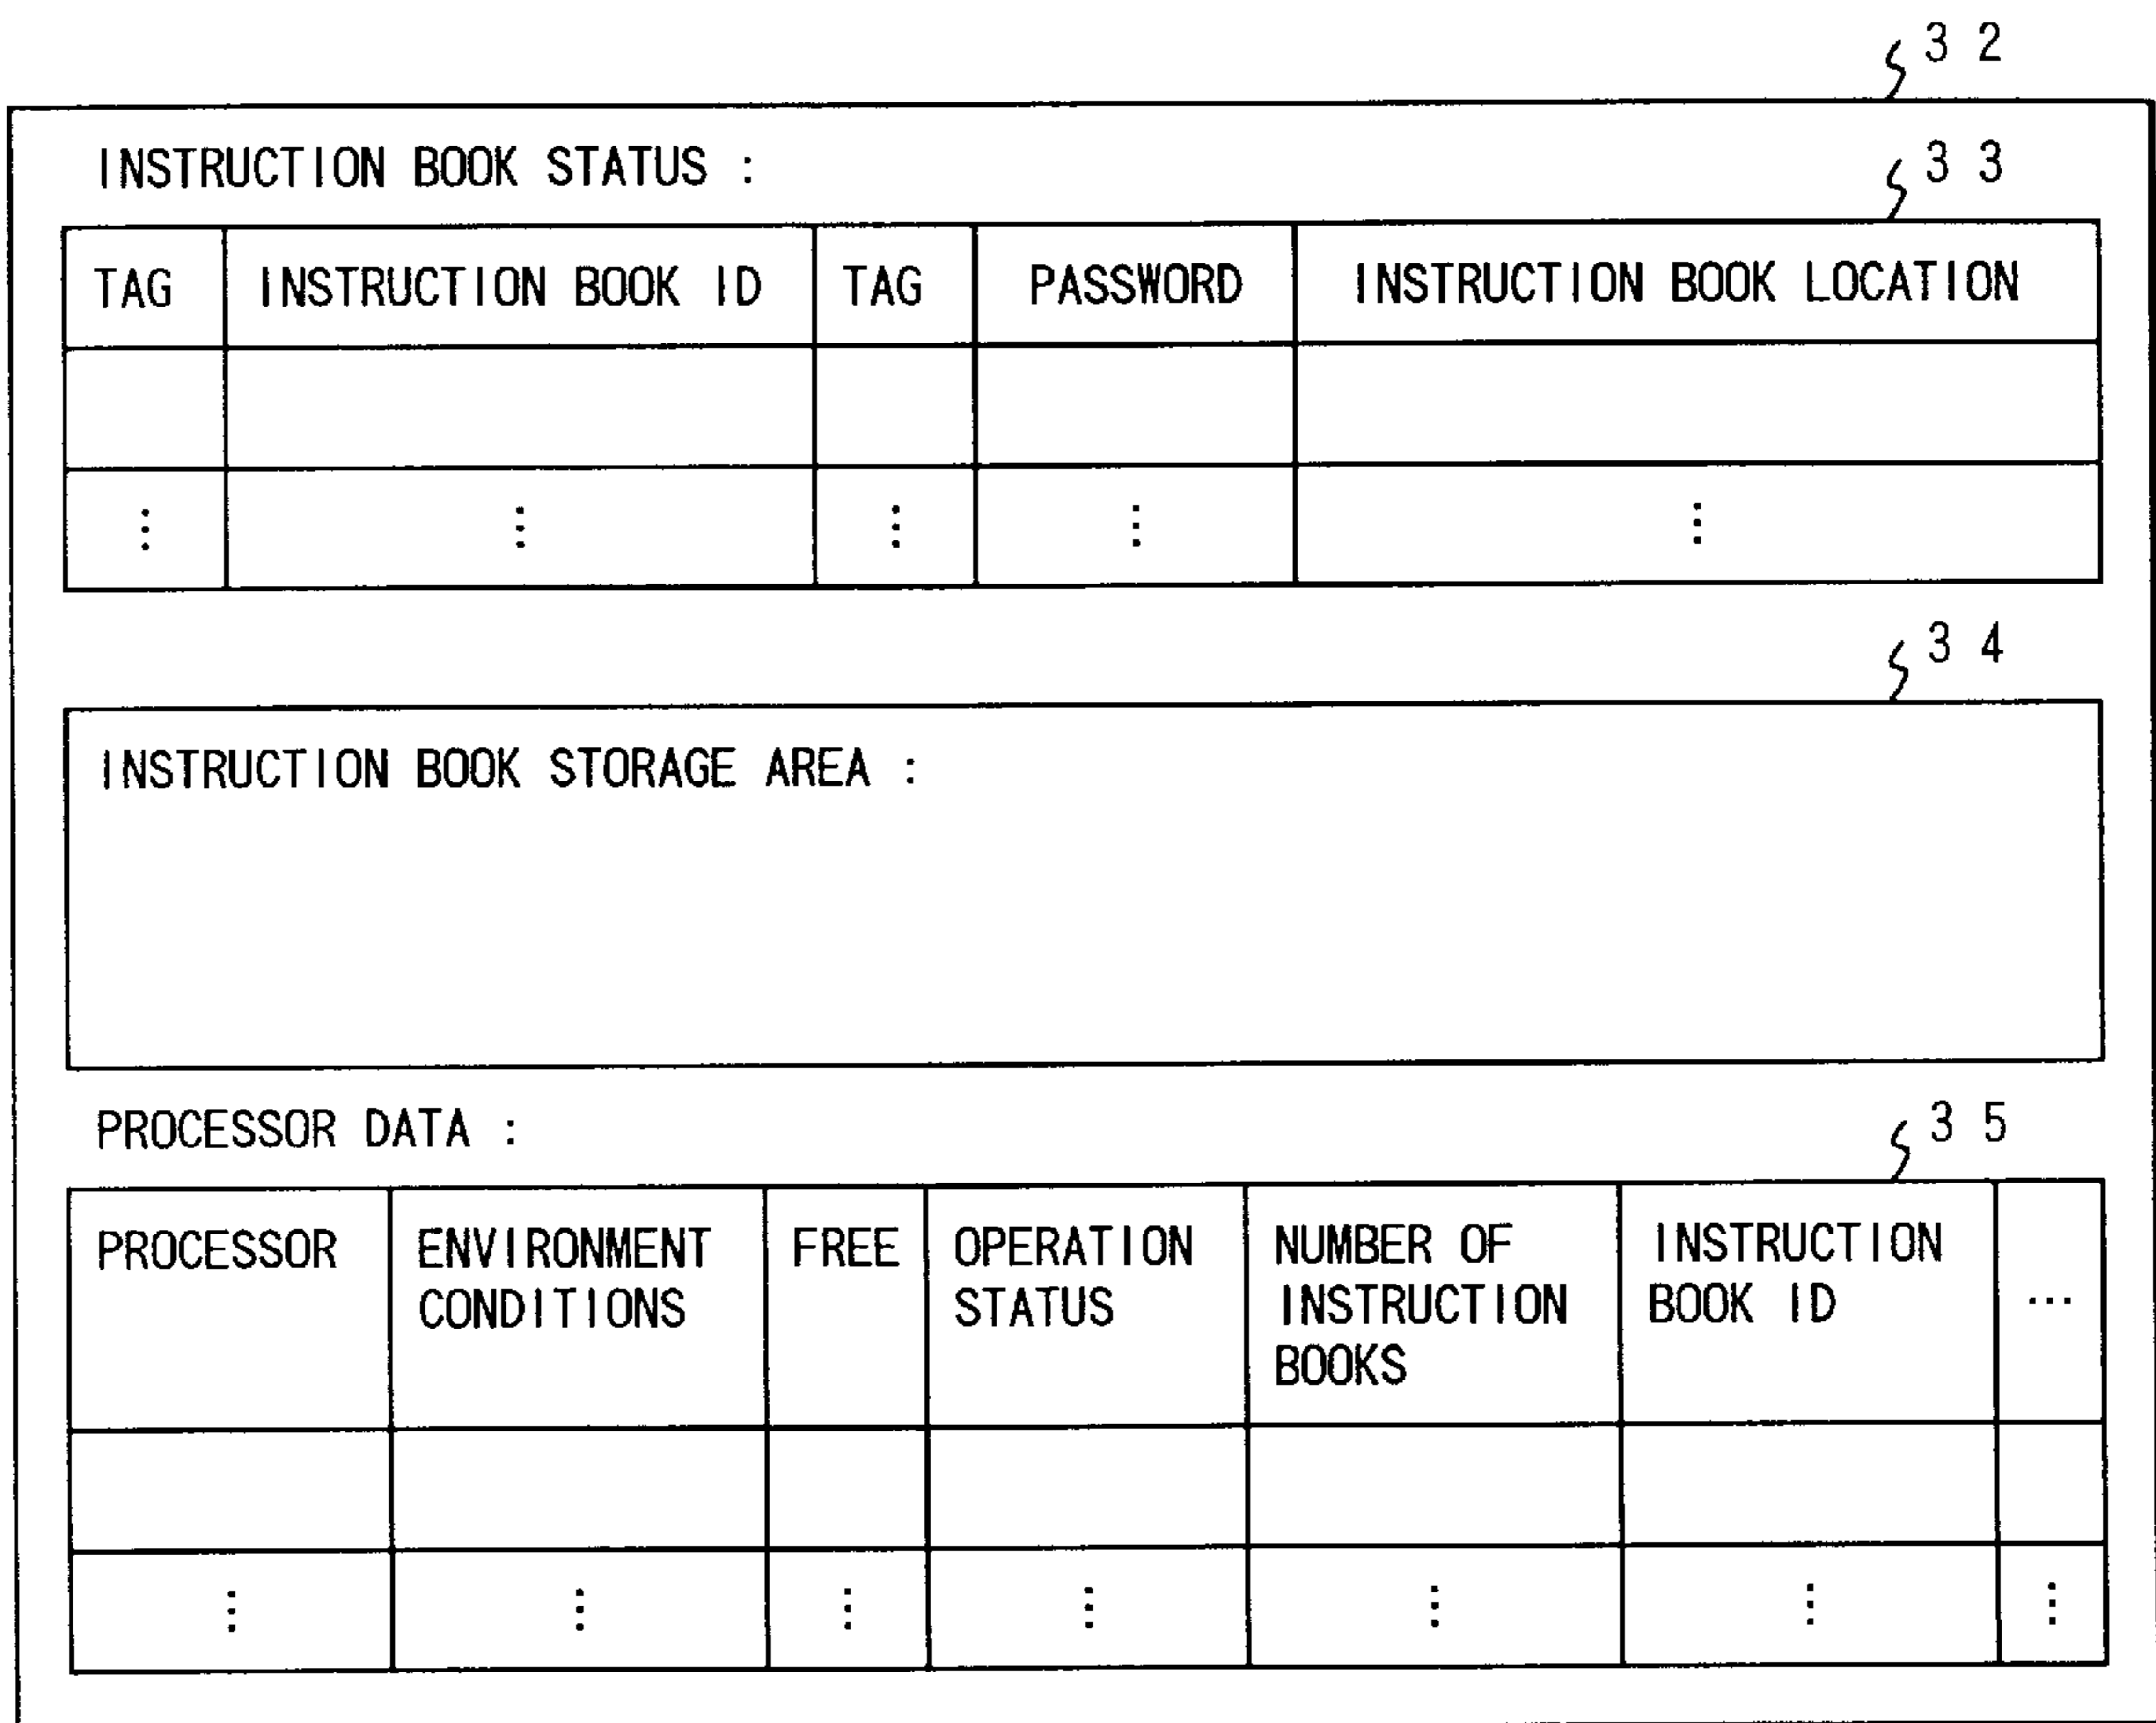 32
INSTRUCTION BOOK STATUS :
33
TAG INSTRUCTION BOOK ID TAG PASSWORD INSTRUCTION BOOK LOCATION
⋮ ⋮ ⋮ ⋮ ⋮
34
INSTRUCTION BOOK STORAGE AREA :
PROCESSOR DATA :
35
PROCESSOR
ENVIRONMENT
CONDITIONS
FREE
OPERATION
STATUS
NUMBER OF
INSTRUCTION
BOOKS
INSTRUCTION
BOOK ID
...
⋮ ⋮ ⋮ ⋮ ⋮ ⋮ ⋮